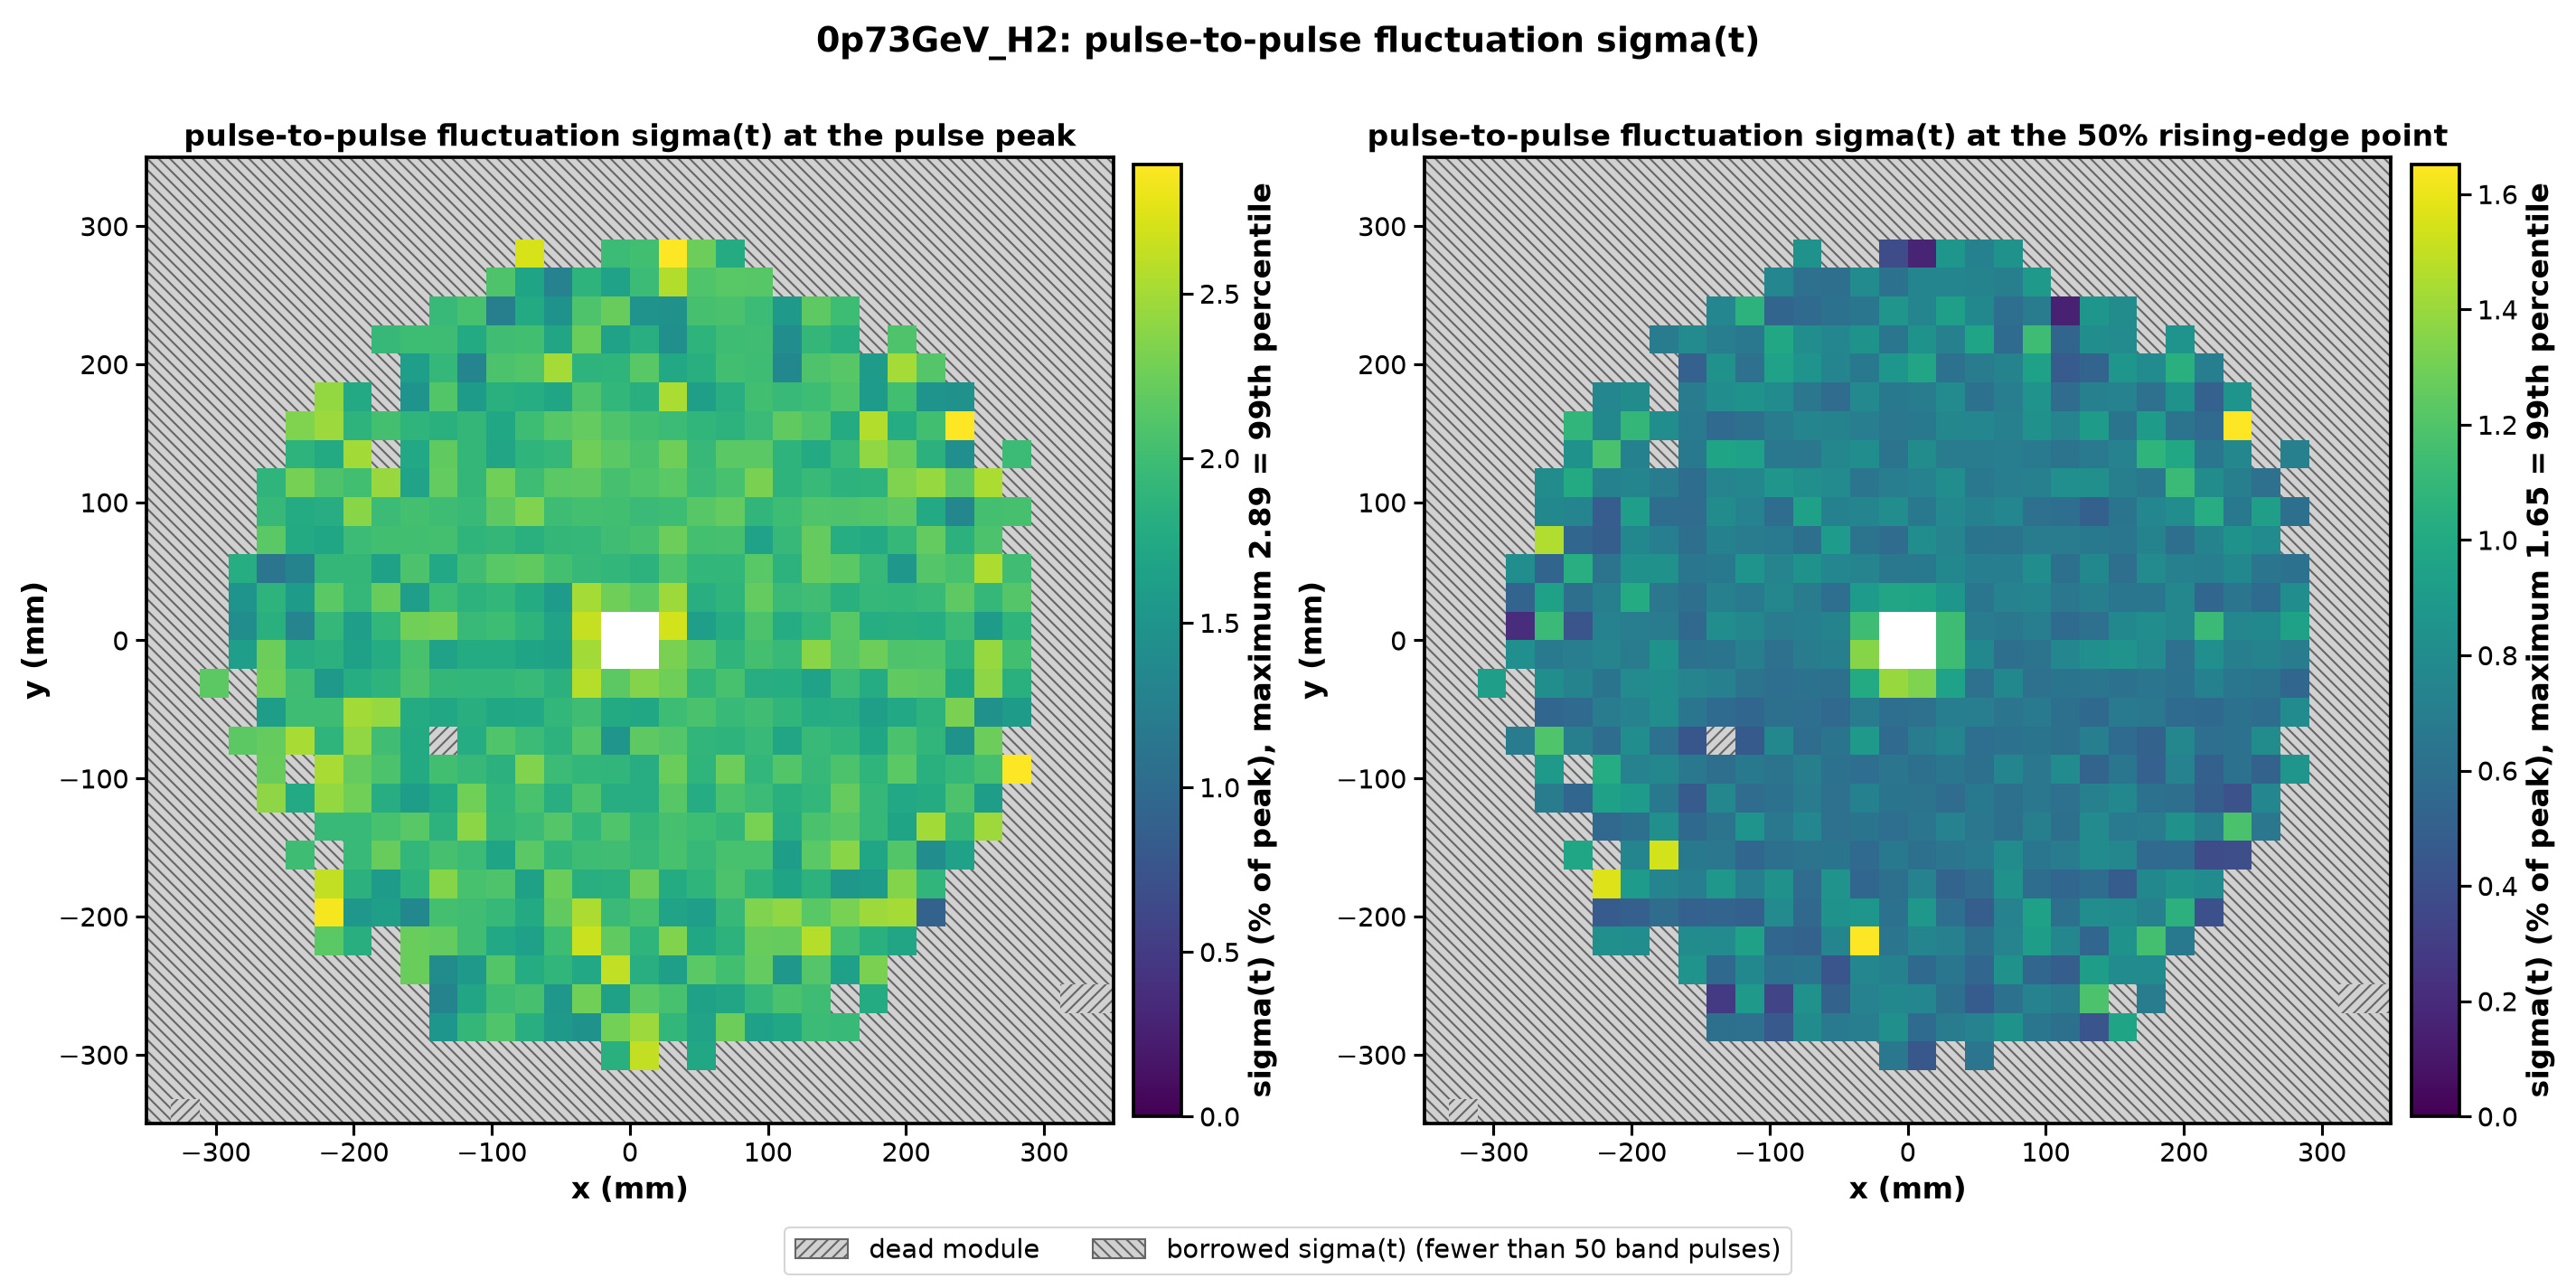 0p73GeV_H2: pulse-to-pulse fluctuation sigma(t)
pulse-to-pulse fluctuation sigma(t) at the pulse peak
300
200
100
0
−100
−200
−300
y (mm)
−300 −200 −100 0 100 200 300
x (mm)
2.5
2.0
1.5
1.0
0.5
0.0
sigma(t) (% of peak), maximum 2.89 = 99th percentile
pulse-to-pulse fluctuation sigma(t) at the 50% rising-edge point
300
200
100
0
−100
−200
−300
y (mm)
−300 −200 −100 0 100 200 300
x (mm)
1.6
1.4
1.2
1.0
0.8
0.6
0.4
0.2
0.0
sigma(t) (% of peak), maximum 1.65 = 99th percentile
dead module
borrowed sigma(t) (fewer than 50 band pulses)